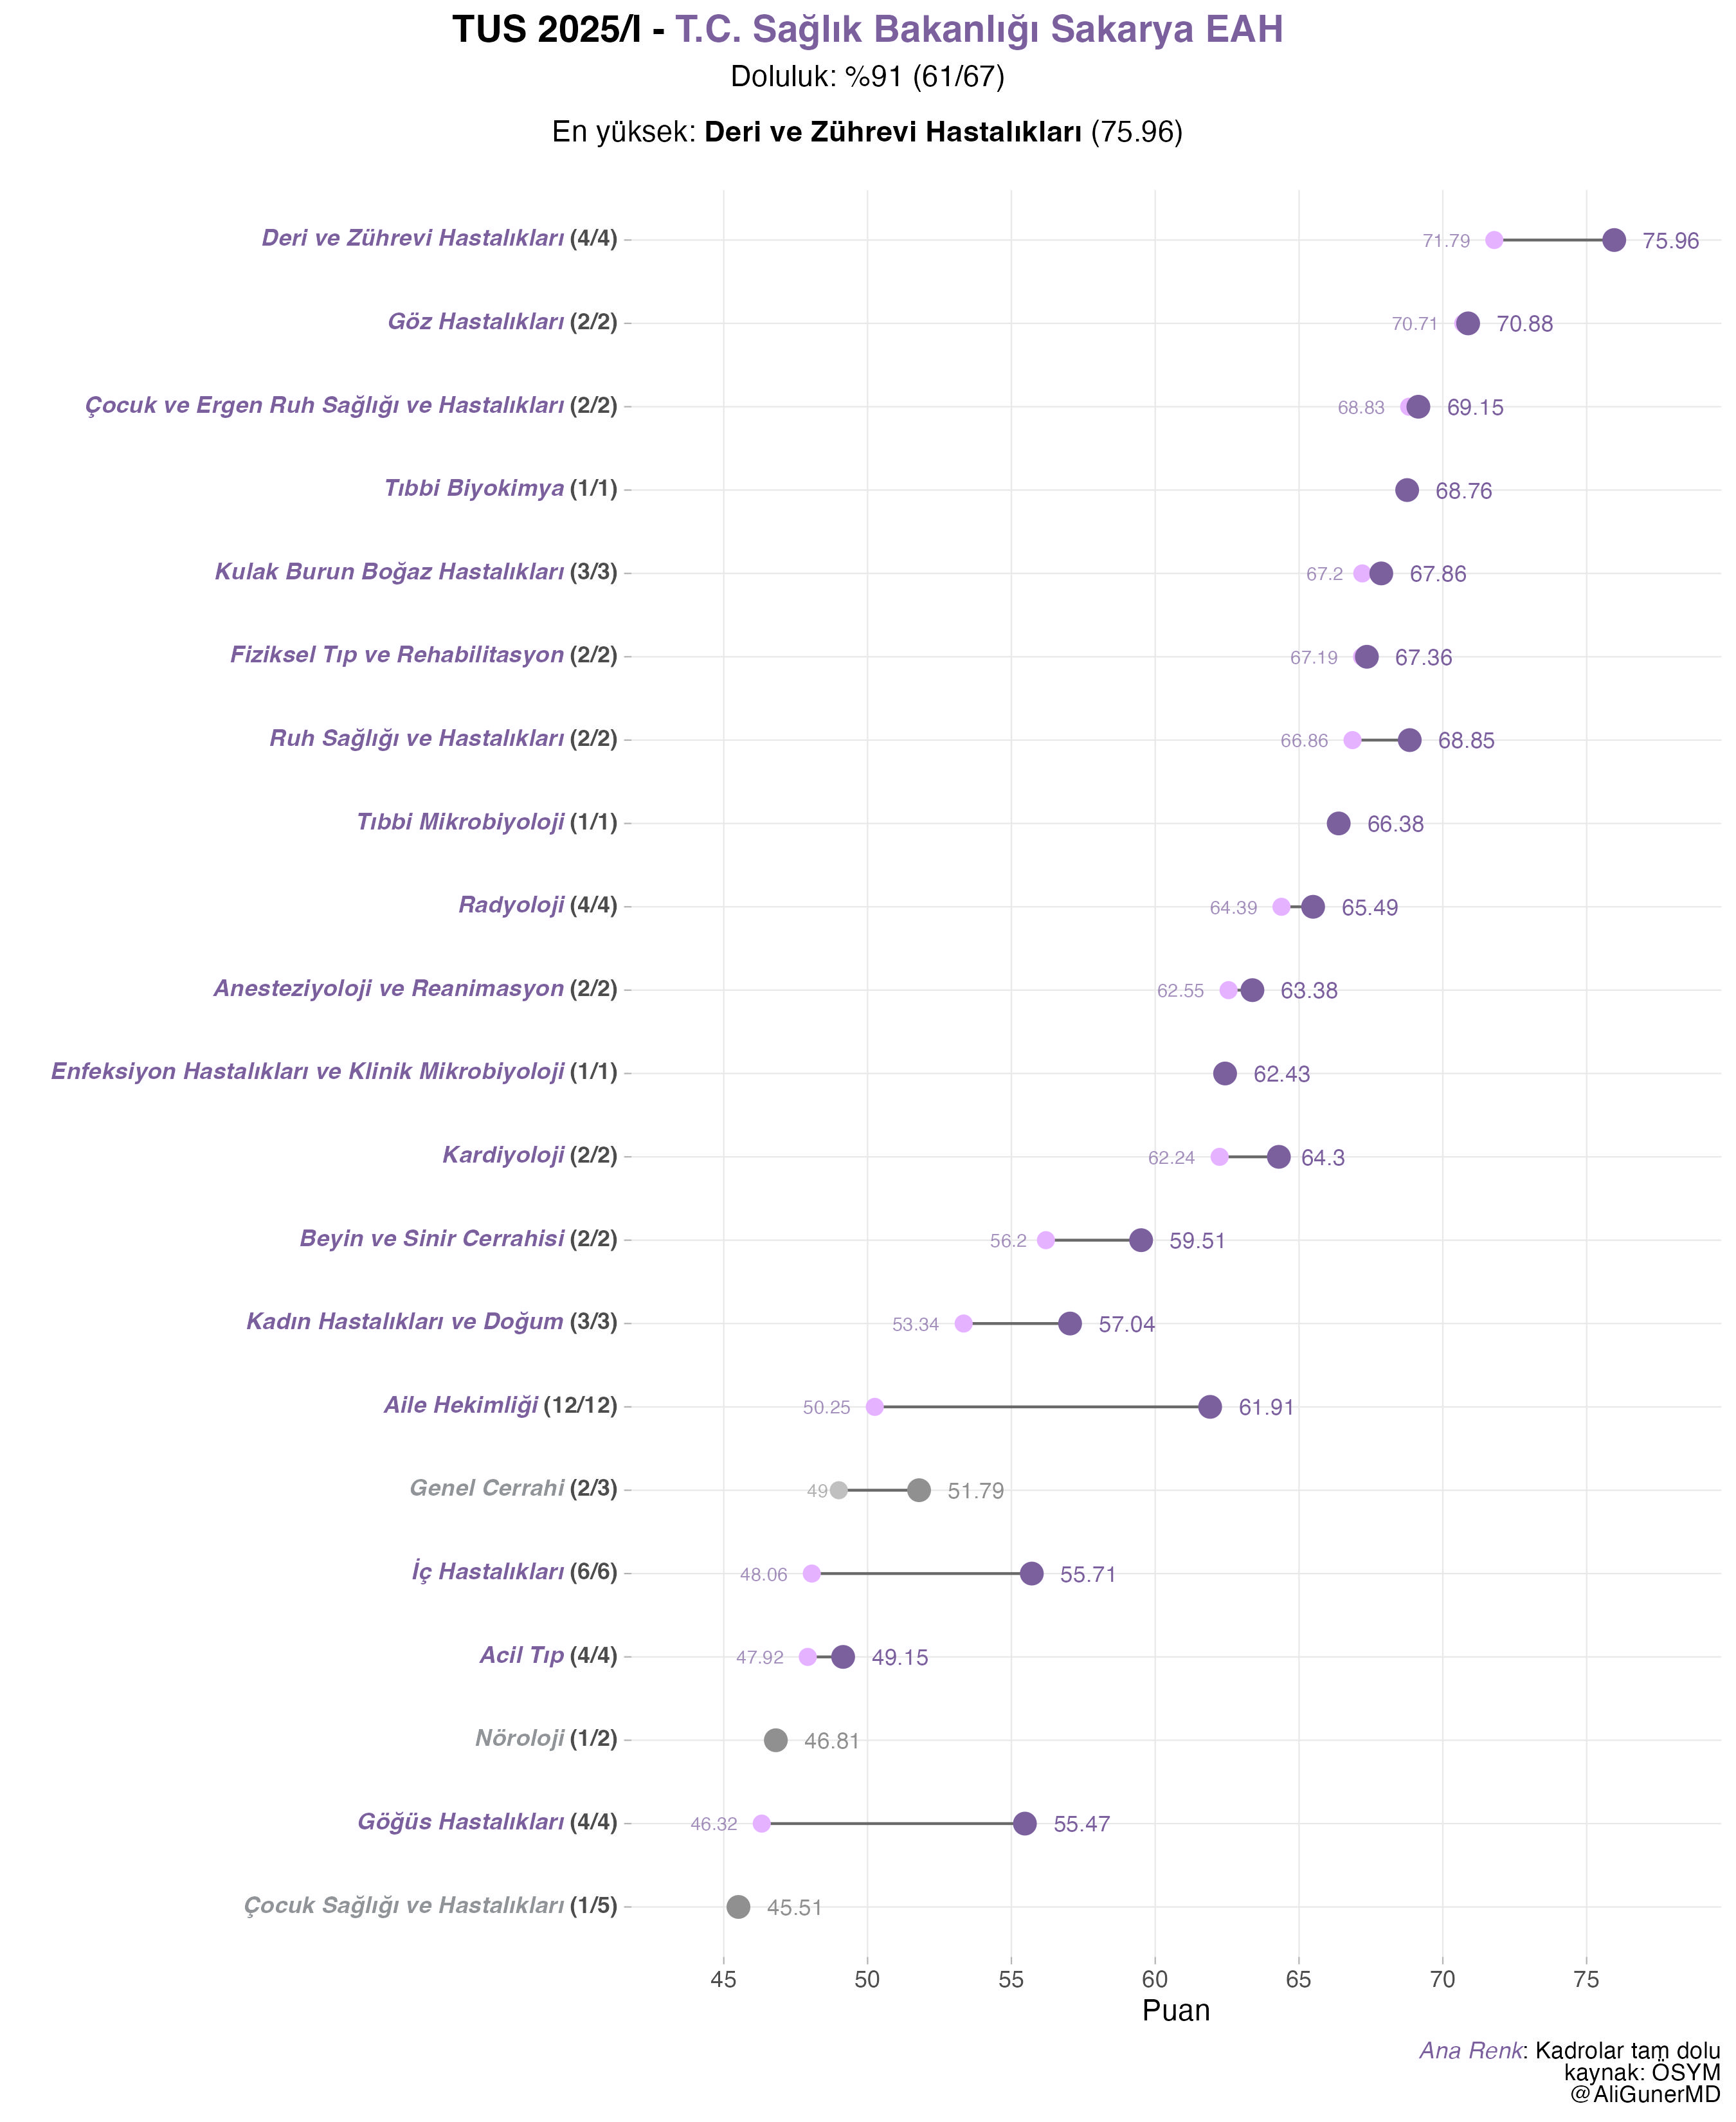 TUS 2025/I - T.C. Sağlık Bakanlığı Sakarya EAH
Doluluk: %91 (61/67)
En yüksek: Deri ve Zührevi Hastalıkları (75.96)
Deri ve Zührevi Hastalıkları (4/4) 71.79 75.96
Göz Hastalıkları (2/2) 70.71 70.88
Çocuk ve Ergen Ruh Sağlığı ve Hastalıkları (2/2) 68.83 69.15
Tıbbi Biyokimya (1/1) 68.76
Kulak Burun Boğaz Hastalıkları (3/3) 67.2 67.86
Fiziksel Tıp ve Rehabilitasyon (2/2) 67.19 67.36
Ruh Sağlığı ve Hastalıkları (2/2) 66.86 68.85
Tıbbi Mikrobiyoloji (1/1) 66.38
Radyoloji (4/4) 64.39 65.49
Anesteziyoloji ve Reanimasyon (2/2) 62.55 63.38
Enfeksiyon Hastalıkları ve Klinik Mikrobiyoloji (1/1) 62.43
Kardiyoloji (2/2) 62.24 64.3
Beyin ve Sinir Cerrahisi (2/2) 56.2 59.51
Kadın Hastalıkları ve Doğum (3/3) 53.34 57.04
Aile Hekimliği (12/12) 50.25 61.91
Genel Cerrahi (2/3) 49 51.79
İç Hastalıkları (6/6) 48.06 55.71
Acil Tıp (4/4) 47.92 49.15
Nöroloji (1/2) 46.81
Göğüs Hastalıkları (4/4) 46.32 55.47
Çocuk Sağlığı ve Hastalıkları (1/5) 45.51
45 50 55 60 65 70 75
Puan
Ana Renk: Kadrolar tam dolu
kaynak: ÖSYM
@AliGunerMD